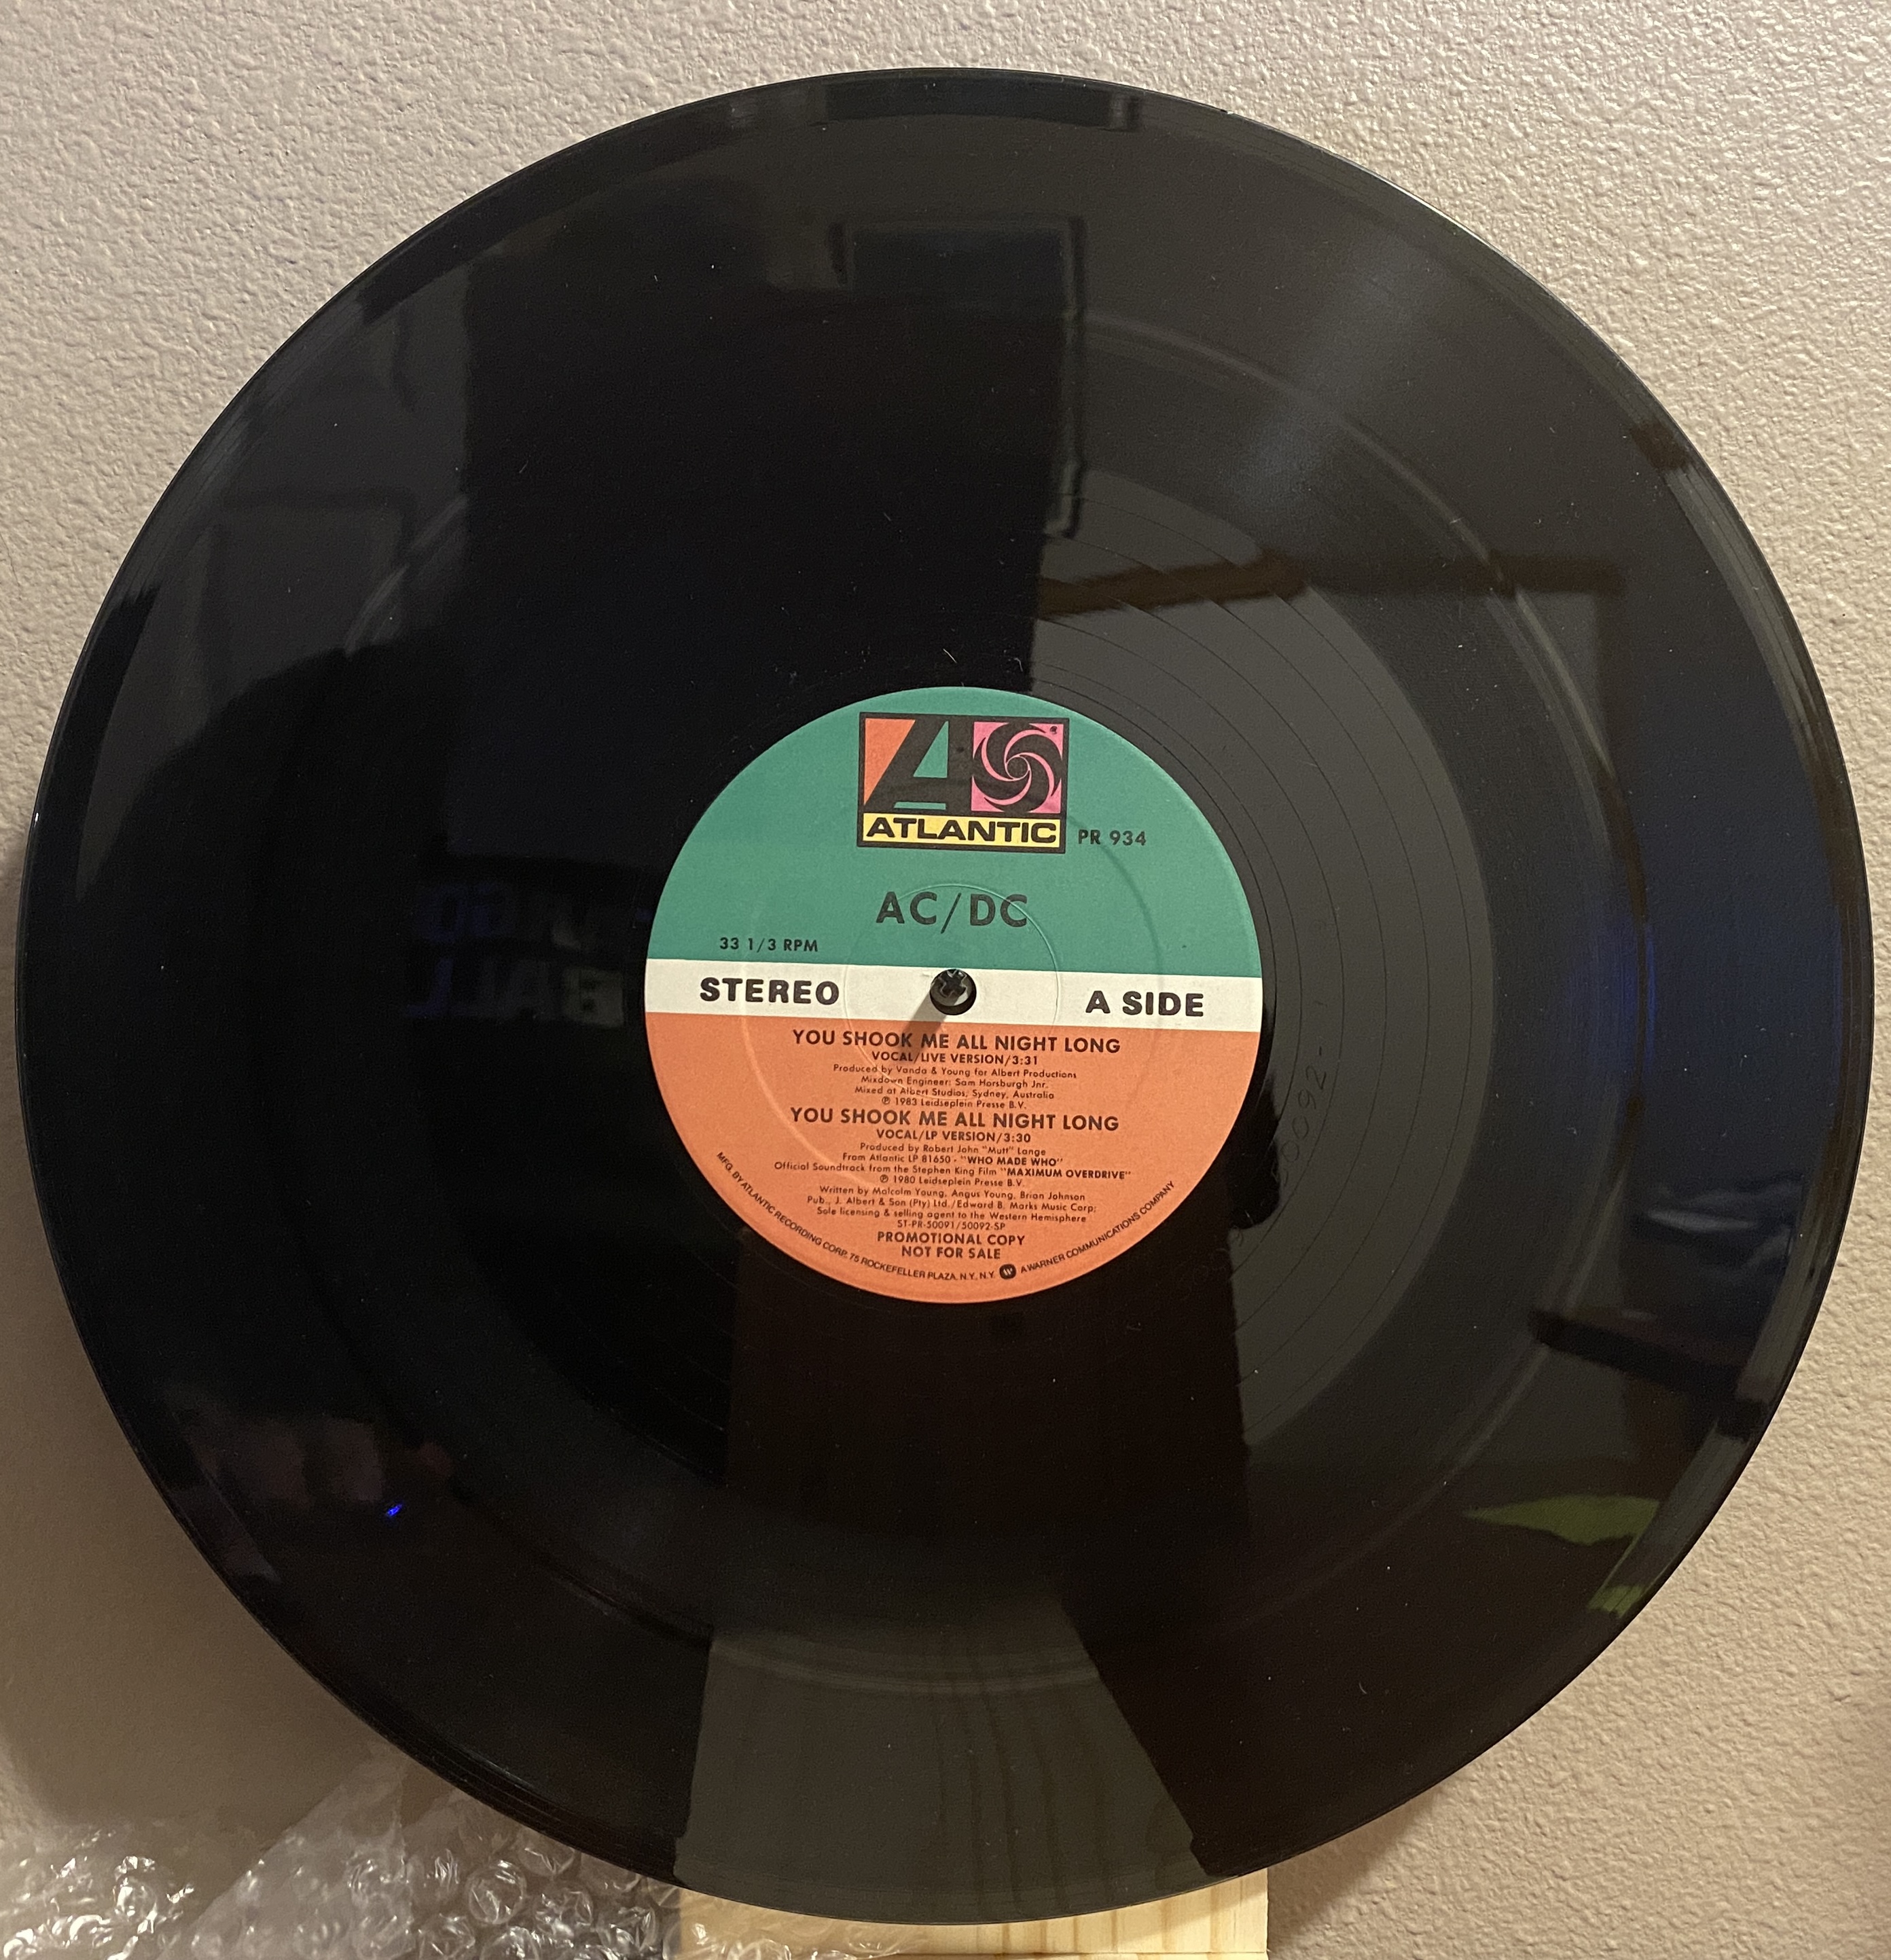 ATLANTIC
PR 934
AC/DC
33 1/3 RPM
STEREO
A SIDE
YOU SHOOK ME ALL NIGHT LONG
VOCAL/LIVE VERSION/3:31
Produced by Vanda & Young for Albert Productions
Mixdown Engineer: Sam Horsburgh Jnr.
Mixed at Albert Studios, Sydney, Australia
℗ 1983 Leidseplein Presse B.V.
YOU SHOOK ME ALL NIGHT LONG
VOCAL/LP VERSION/3:30
Produced by Robert John "Mutt" Lange
From Atlantic LP 81650 - "WHO MADE WHO"
Official Soundtrack from the Stephen King Film "MAXIMUM OVERDRIVE"
℗ 1980 Leidseplein Presse B.V.
Written by Malcolm Young, Angus Young, Brian Johnson
Pub., J. Albert & Son (Pty) Ltd./Edward B. Marks Music Corp;
Sole licensing & selling agent to the Western Hemisphere
ST-PR-50091/50092-SP
PROMOTIONAL COPY
NOT FOR SALE
MFG. BY ATLANTIC RECORDING CORP. 75 ROCKEFELLER PLAZA, N.Y., N.Y. A WARNER COMMUNICATIONS COMPANY